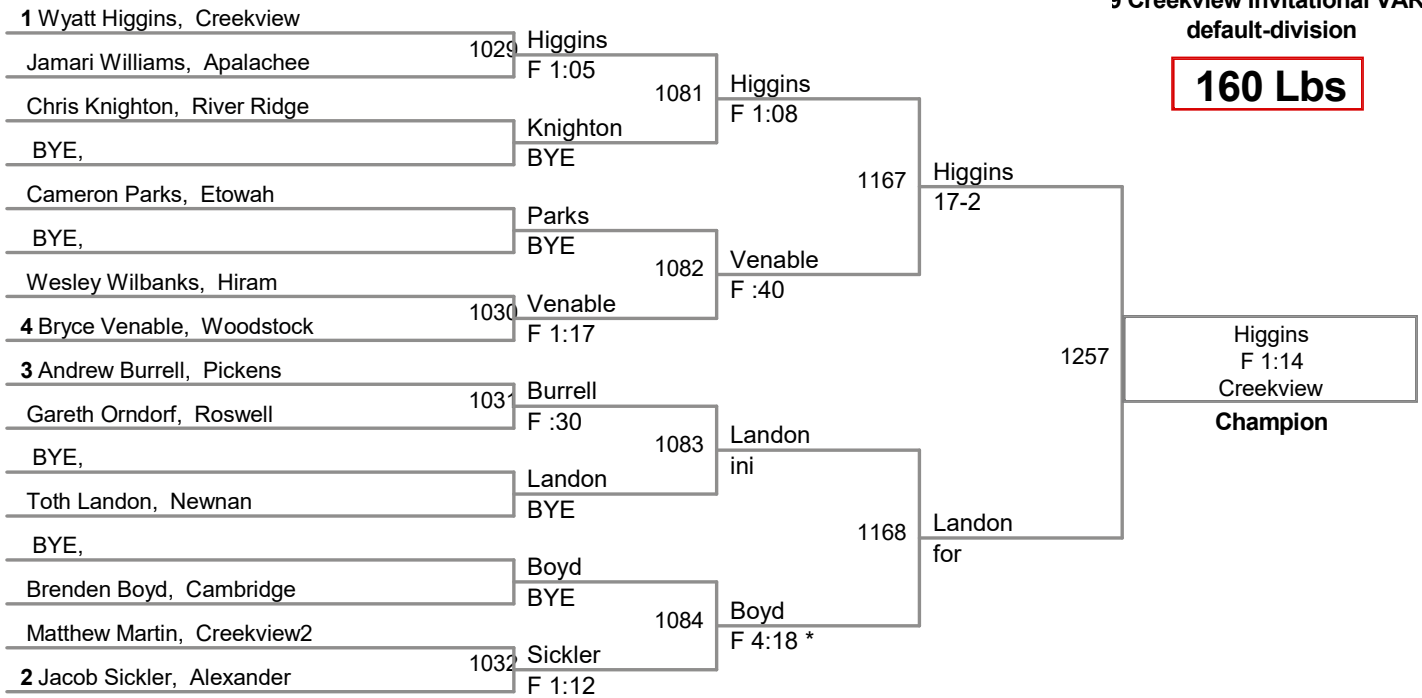 9 Creekview Invitational VAR
default-division
160 Lbs
1 Wyatt Higgins, Creekview
Jamari Williams, Apalachee
Chris Knighton, River Ridge
BYE,
Cameron Parks, Etowah
BYE,
Wesley Wilbanks, Hiram
4 Bryce Venable, Woodstock
3 Andrew Burrell, Pickens
Gareth Orndorf, Roswell
BYE,
Toth Landon, Newnan
BYE,
Brenden Boyd, Cambridge
Matthew Martin, Creekview2
2 Jacob Sickler, Alexander
1029
Higgins
F 1:05
Knighton
BYE
Parks
BYE
1030
Venable
F 1:17
1031
Burrell
F :30
Landon
BYE
Boyd
BYE
1032
Sickler
F 1:12
1081
Higgins
F 1:08
1082
Venable
F :40
1083
Landon
ini
1084
Boyd
F 4:18 *
1167
Higgins
17-2
1168
Landon
for
1257
Higgins
F 1:14
Creekview
Champion